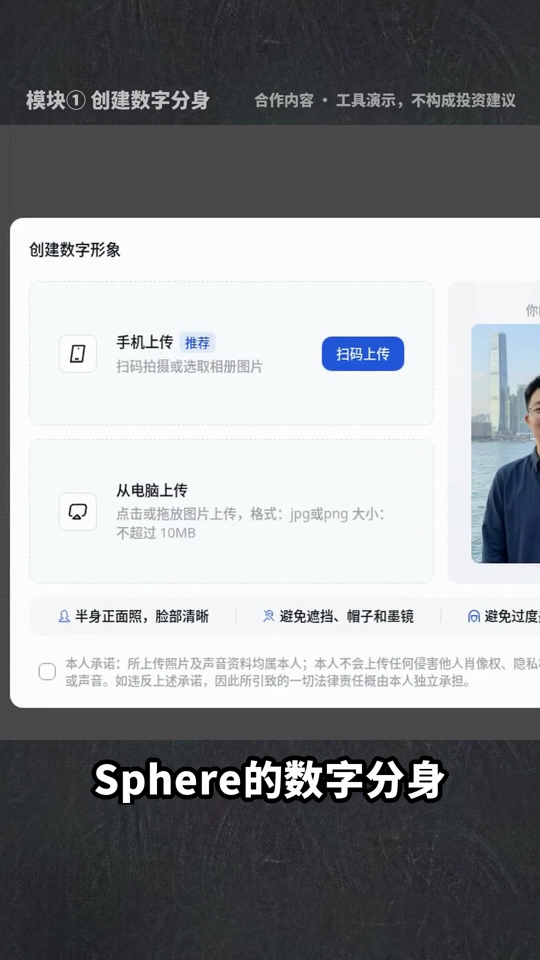 模块① 创建数字分身
合作内容 · 工具演示，不构成投资建议
创建数字形象
你
手机上传 推荐
扫码拍摄或选取相册图片
扫码上传
从电脑上传
点击或拖放图片上传，格式：jpg或png 大小：
不超过 10MB
半身正面照，脸部清晰
避免遮挡、帽子和墨镜
避免过度
本人承诺：所上传照片及声音资料均属本人；本人不会上传任何侵害他人肖像权、隐私
或声音。如违反上述承诺，因此所引致的一切法律责任概由本人独立承担。
Sphere的数字分身